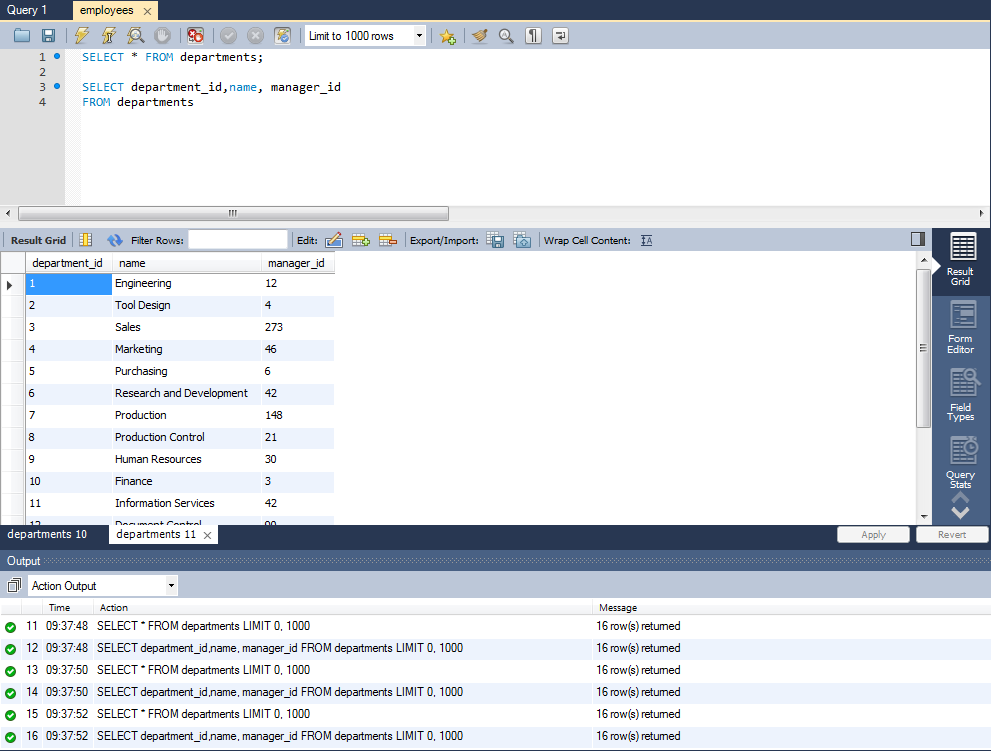 Query 1 employees
Limit to 1000 rows
1 SELECT * FROM departments;
2
3 SELECT department_id,name, manager_id
4 FROM departments
Result Grid Filter Rows: Edit: Export/Import: Wrap Cell Content:
department_id name manager_id
1 Engineering 12
2 Tool Design 4
3 Sales 273
4 Marketing 46
5 Purchasing 6
6 Research and Development 42
7 Production 148
8 Production Control 21
9 Human Resources 30
10 Finance 3
11 Information Services 42
12 Document Control 90
Result
Grid
Form
Editor
Field
Types
Query
Stats
departments 10 departments 11 Apply Revert
Output
Action Output
Time Action Message
11 09:37:48 SELECT * FROM departments LIMIT 0, 1000 16 row(s) returned
12 09:37:48 SELECT department_id,name, manager_id FROM departments LIMIT 0, 1000 16 row(s) returned
13 09:37:50 SELECT * FROM departments LIMIT 0, 1000 16 row(s) returned
14 09:37:50 SELECT department_id,name, manager_id FROM departments LIMIT 0, 1000 16 row(s) returned
15 09:37:52 SELECT * FROM departments LIMIT 0, 1000 16 row(s) returned
16 09:37:52 SELECT department_id,name, manager_id FROM departments LIMIT 0, 1000 16 row(s) returned